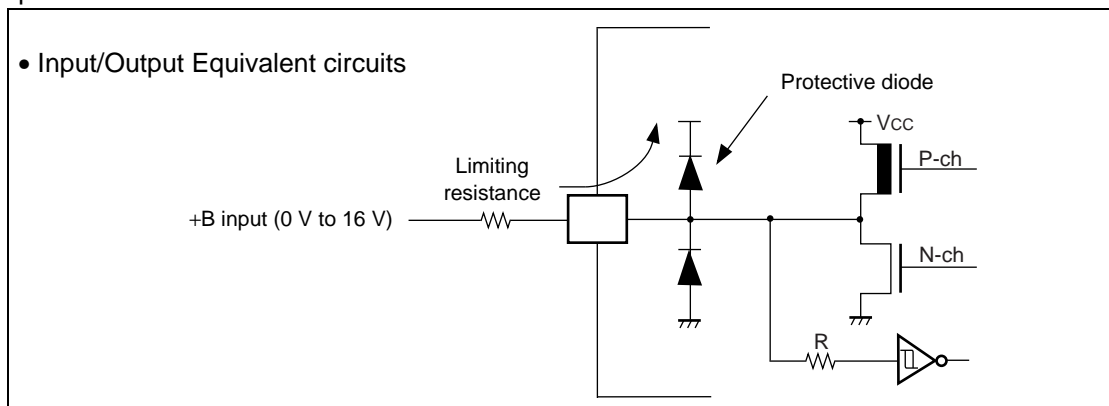 • Input/Output Equivalent circuits
Protective diode
VCC
P-ch
Limiting
resistance
+B input (0 V to 16 V)
N-ch
R